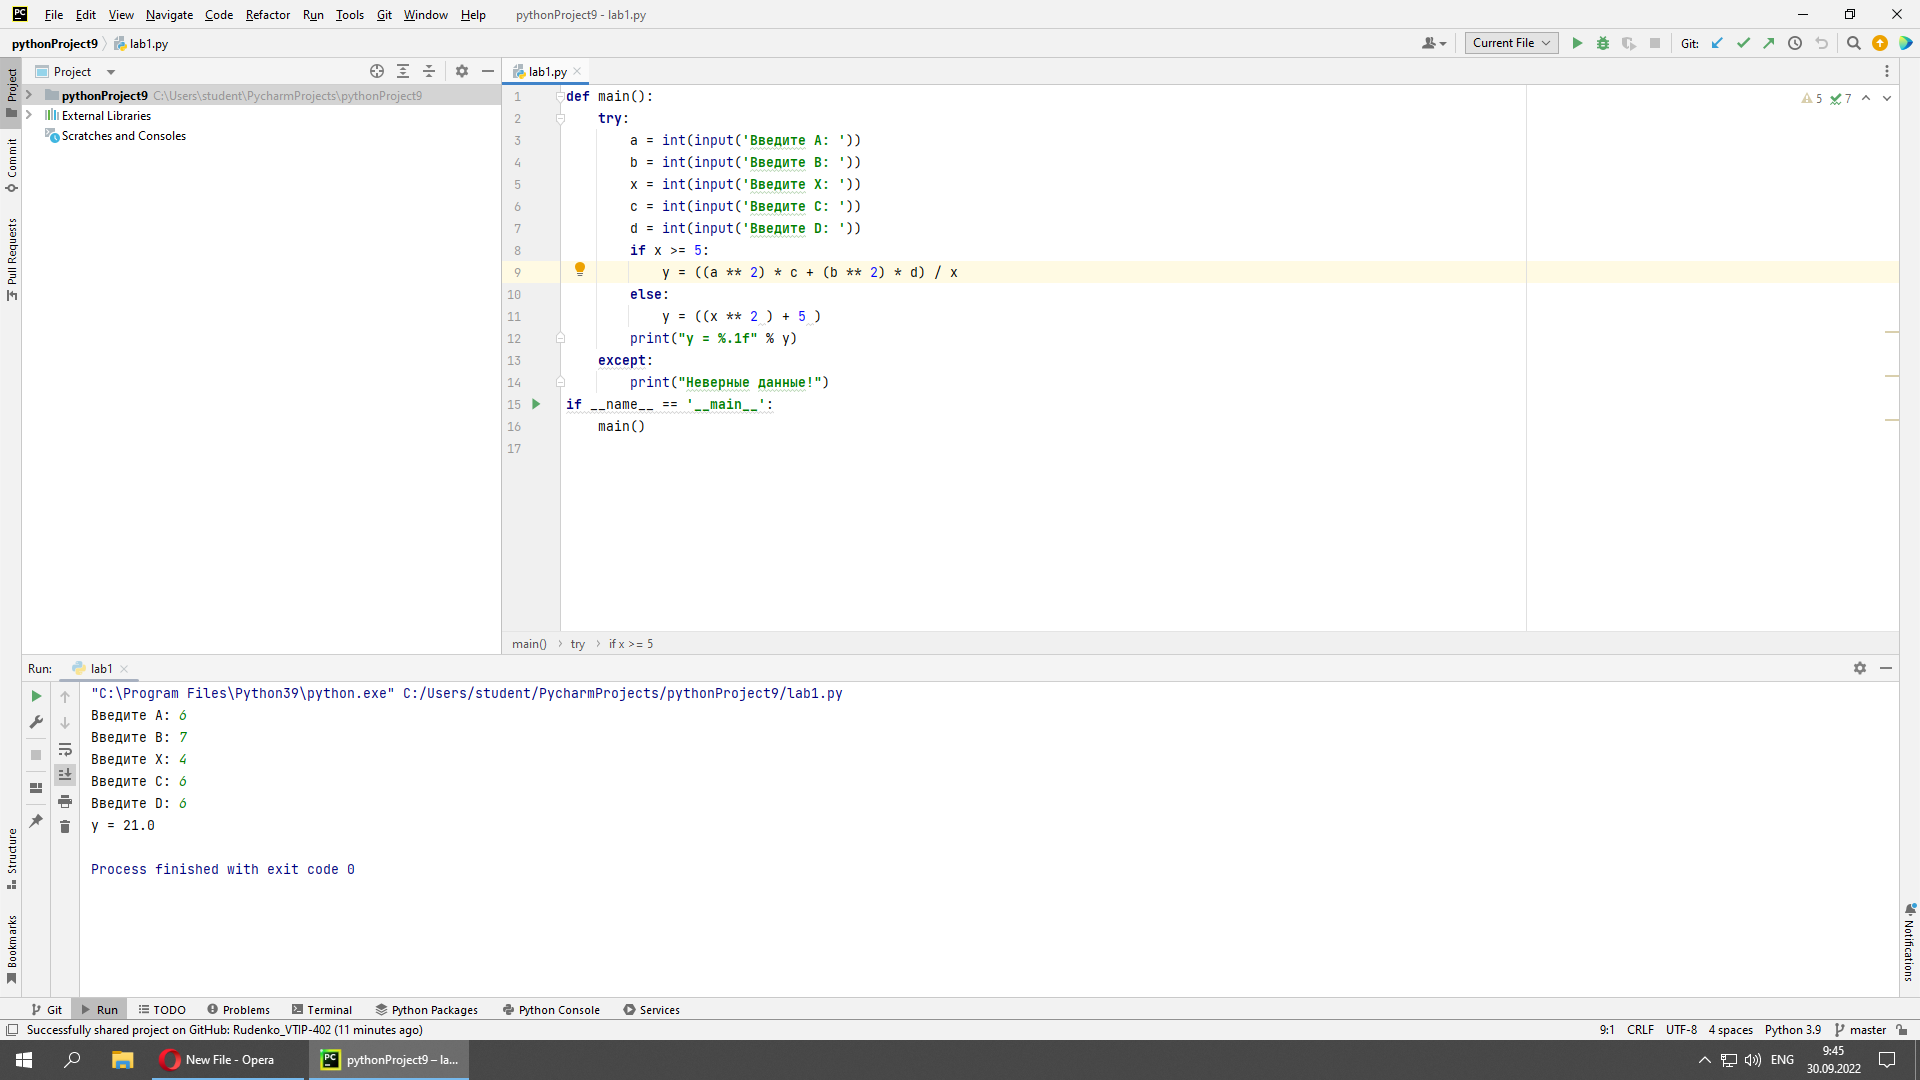 File Edit View Navigate Code Refactor Run Tools Git Window Help pythonProject9 - lab1.py
pythonProject9 lab1.py Current File Git:
Project
pythonProject9 C:\Users\student\PycharmProjects\pythonProject9
External Libraries
Scratches and Consoles
Project
Commit
Pull Requests
Structure
Bookmarks
lab1.py
5 7
1 def main():
2 try:
3 a = int(input('Введите A: '))
4 b = int(input('Введите B: '))
5 x = int(input('Введите X: '))
6 c = int(input('Введите C: '))
7 d = int(input('Введите D: '))
8 if x >= 5:
9 y = ((a ** 2) * c + (b ** 2) * d) / x
10 else:
11 y = ((x ** 2 ) + 5 )
12 print("y = %.1f" % y)
13 except:
14 print("Неверные данные!")
15 if __name__ == '__main__':
16 main()
17
main() try if x >= 5
Run: lab1
"C:\Program Files\Python39\python.exe" C:/Users/student/PycharmProjects/pythonProject9/lab1.py
Введите A: 6
Введите B: 7
Введите X: 4
Введите C: 6
Введите D: 6
y = 21.0
Process finished with exit code 0
Notifications
Git Run TODO Problems Terminal Python Packages Python Console Services
Successfully shared project on GitHub: Rudenko_VTIP-402 (11 minutes ago) 9:1 CRLF UTF-8 4 spaces Python 3.9 master
New File - Opera pythonProject9 – la... ENG 9:45
30.09.2022